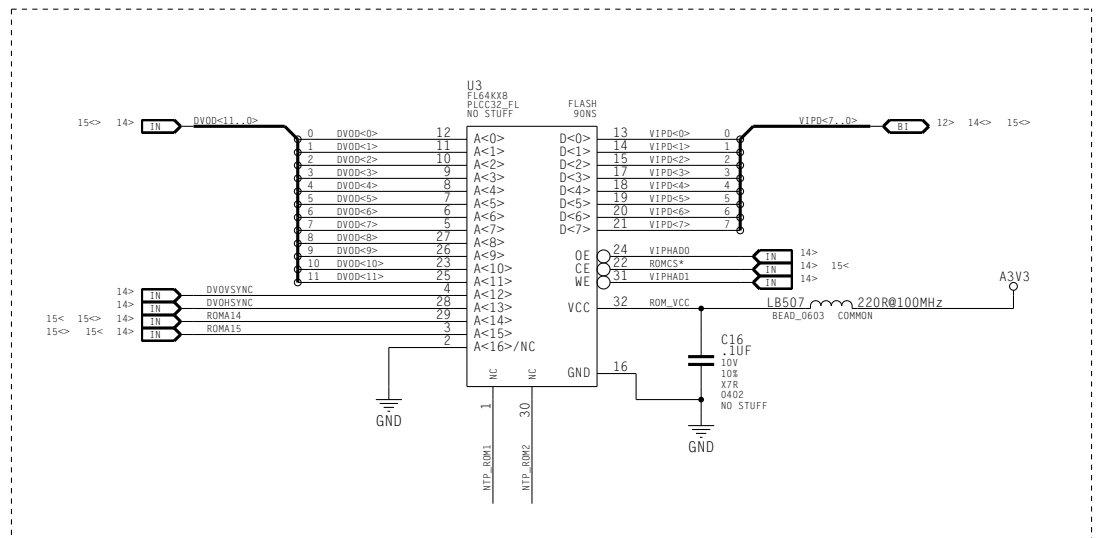 U3
FL64KX8
PLCC32_FL
NO STUFF
FLASH
90NS
15<> 14> IN DVOD<11..0>
VIPD<7..0> BI 12> 14<> 15<>
0 DVOD<0> 12 A<0>
1 DVOD<1> 11 A<1>
2 DVOD<2> 10 A<2>
3 DVOD<3> 9 A<3>
4 DVOD<4> 8 A<4>
5 DVOD<5> 7 A<5>
6 DVOD<6> 6 A<6>
7 DVOD<7> 5 A<7>
8 DVOD<8> 27 A<8>
9 DVOD<9> 26 A<9>
10 DVOD<10> 23 A<10>
11 DVOD<11> 25 A<11>
14> IN DVOVSYNC 4 A<12>
14> IN DVOHSYNC 28 A<13>
15< 15<> 14> IN ROMA14 29 A<14>
15<> 15< 14> IN ROMA15 3 A<15>
2 A<16>/NC
GND
D<0> 13 VIPD<0> 0
D<1> 14 VIPD<1> 1
D<2> 15 VIPD<2> 2
D<3> 17 VIPD<3> 3
D<4> 18 VIPD<4> 4
D<5> 19 VIPD<5> 5
D<6> 20 VIPD<6> 6
D<7> 21 VIPD<7> 7
OE 24 VIPHAD0 IN 14>
CE 22 ROMCS* IN 14> 15<
WE 31 VIPHAD1 IN 14>
A3V3
VCC 32 ROM_VCC LB507 220R@100MHz
BEAD_0603 COMMON
C16
.1UF
10V
10%
X7R
0402
NO STUFF
GND 16
GND
NC NC
1 30
NTP_ROM1
NTP_ROM2